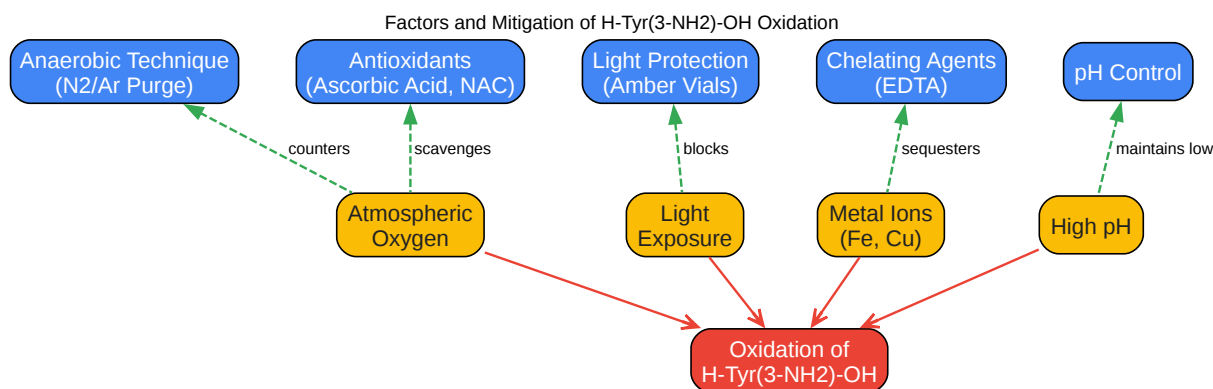 Factors and Mitigation of H-Tyr(3-NH2)-OH Oxidation
Anaerobic Technique
(N2/Ar Purge)
Antioxidants
(Ascorbic Acid, NAC)
Light Protection
(Amber Vials)
Chelating Agents
(EDTA)
pH Control
counters
scavenges
blocks
sequesters
maintains low
Atmospheric
Oxygen
Light
Exposure
Metal Ions
(Fe, Cu)
High pH
Oxidation of
H-Tyr(3-NH2)-OH